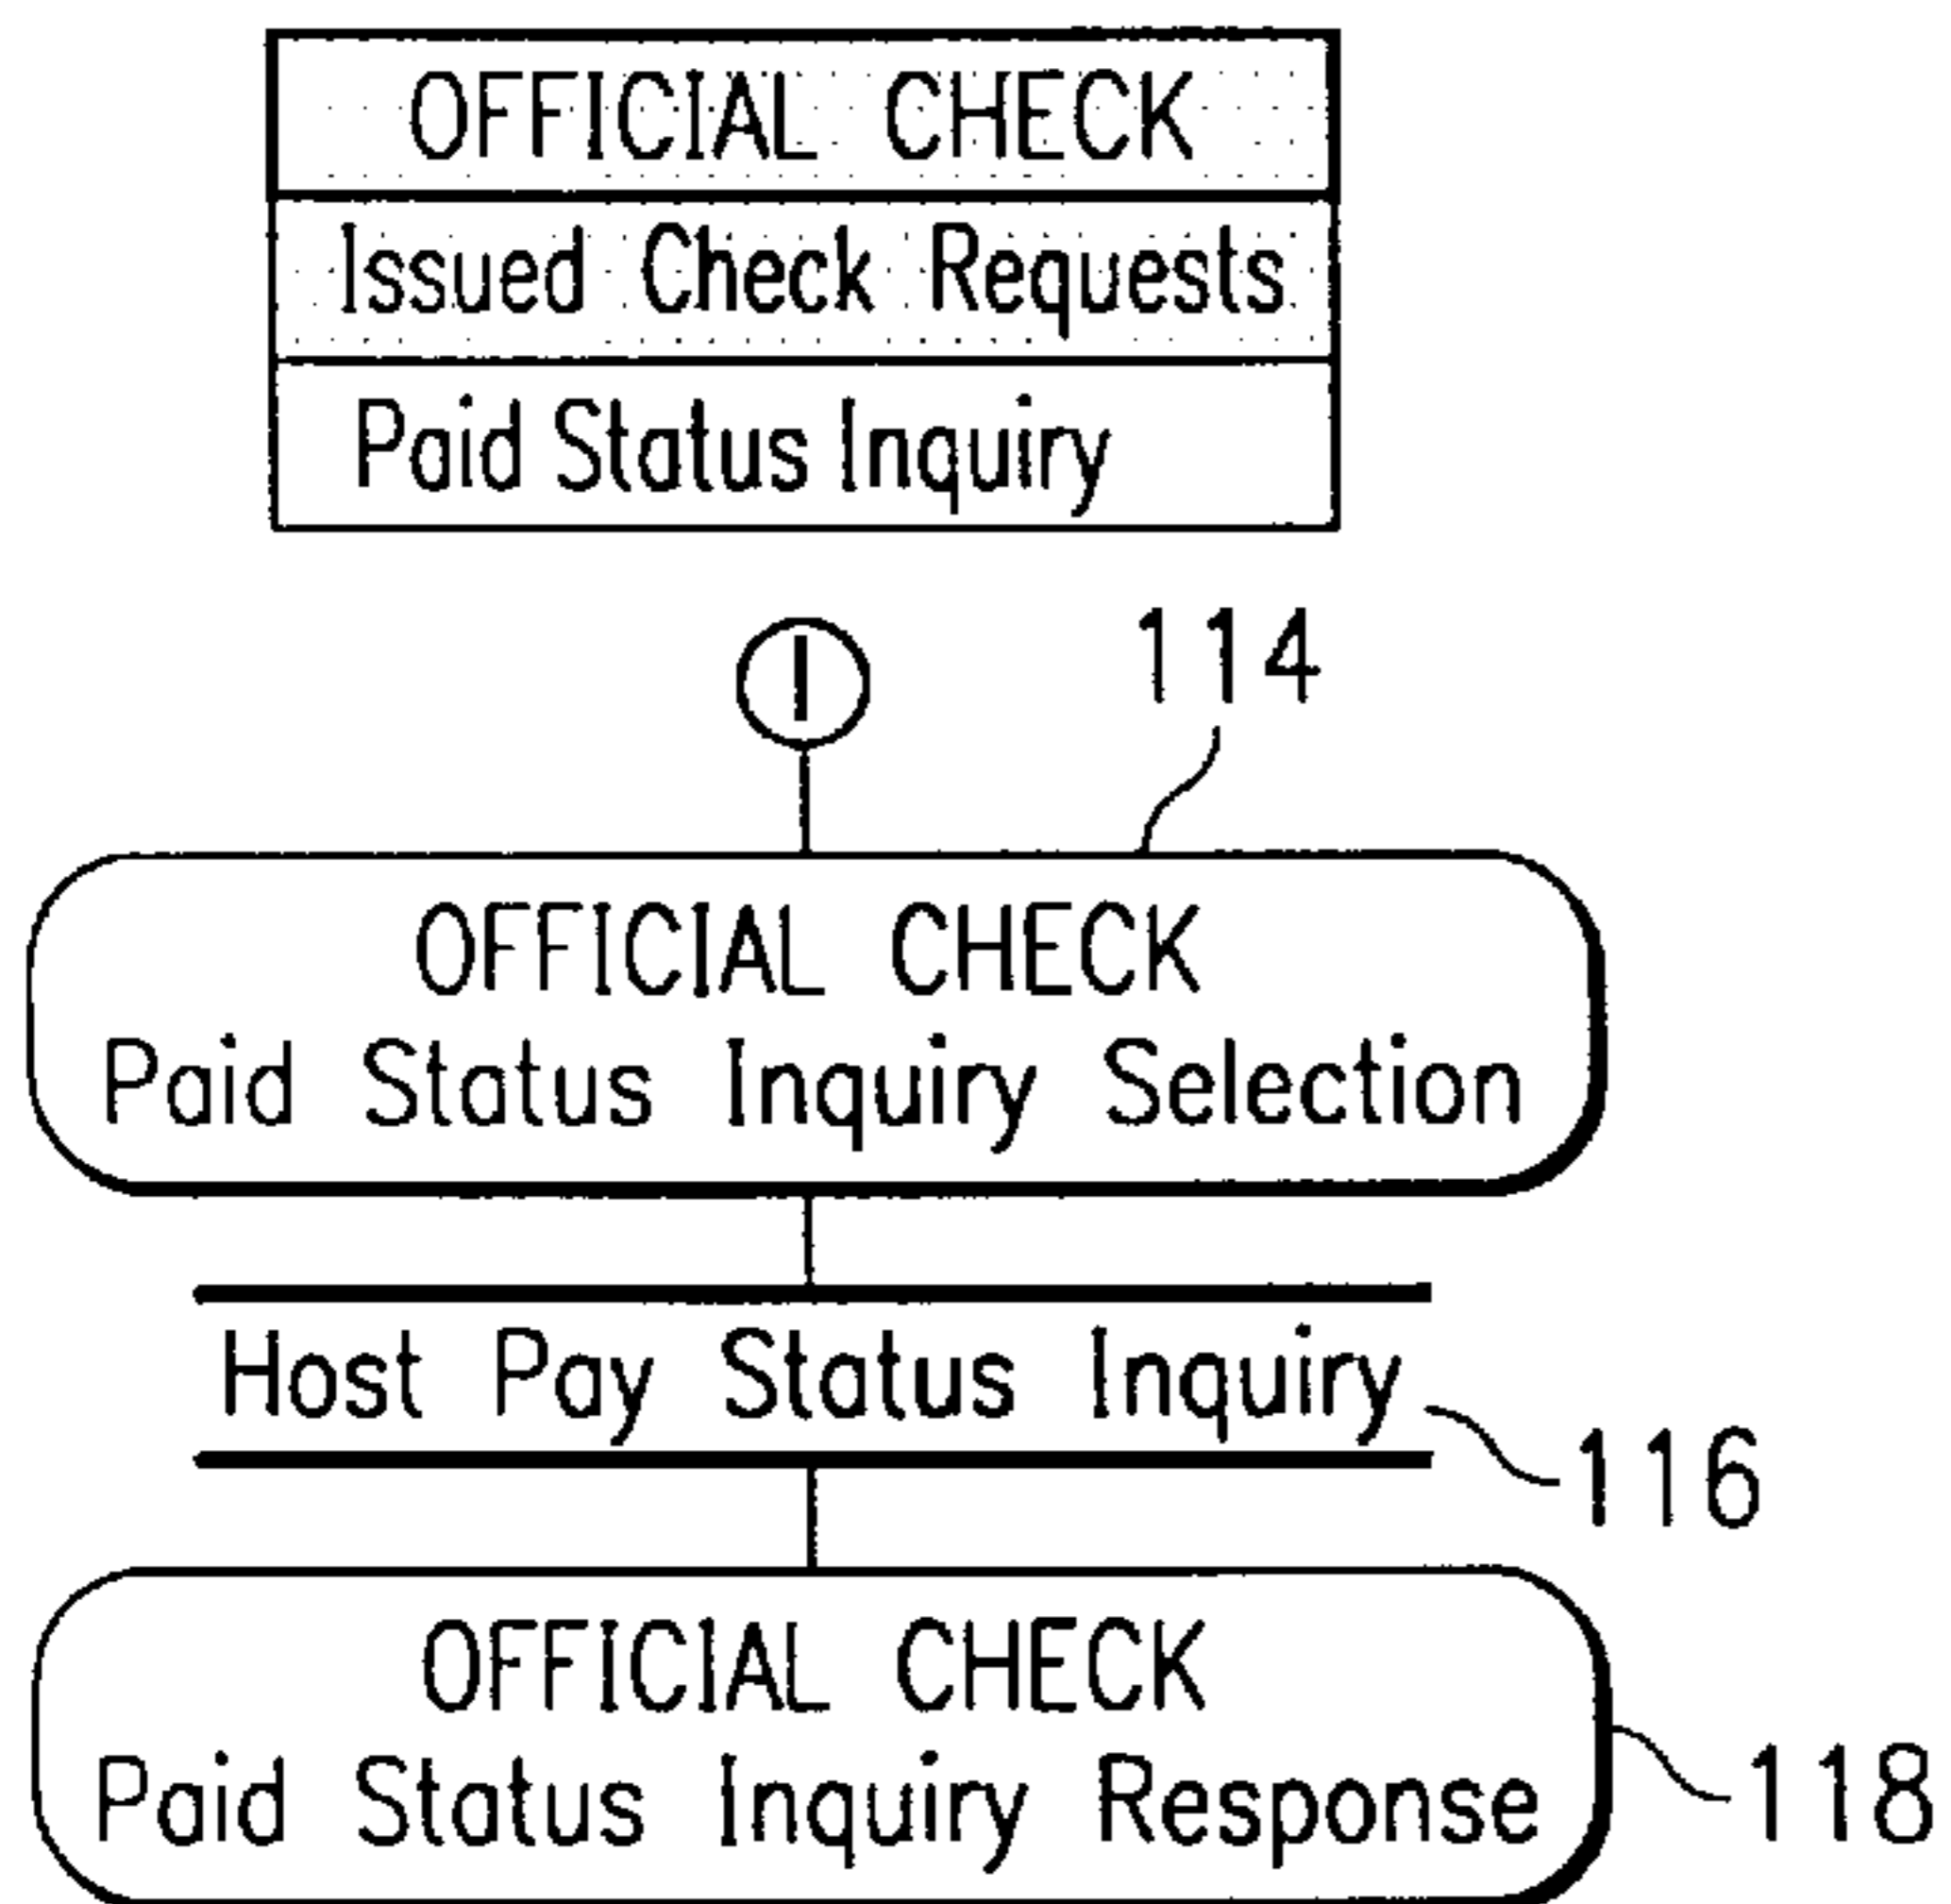 OFFICIAL CHECK
Issued Check Requests
Paid Status Inquiry
I
114
OFFICIAL CHECK
Paid Status Inquiry Selection
Host Pay Status Inquiry
116
OFFICIAL CHECK
Paid Status Inquiry Response
118